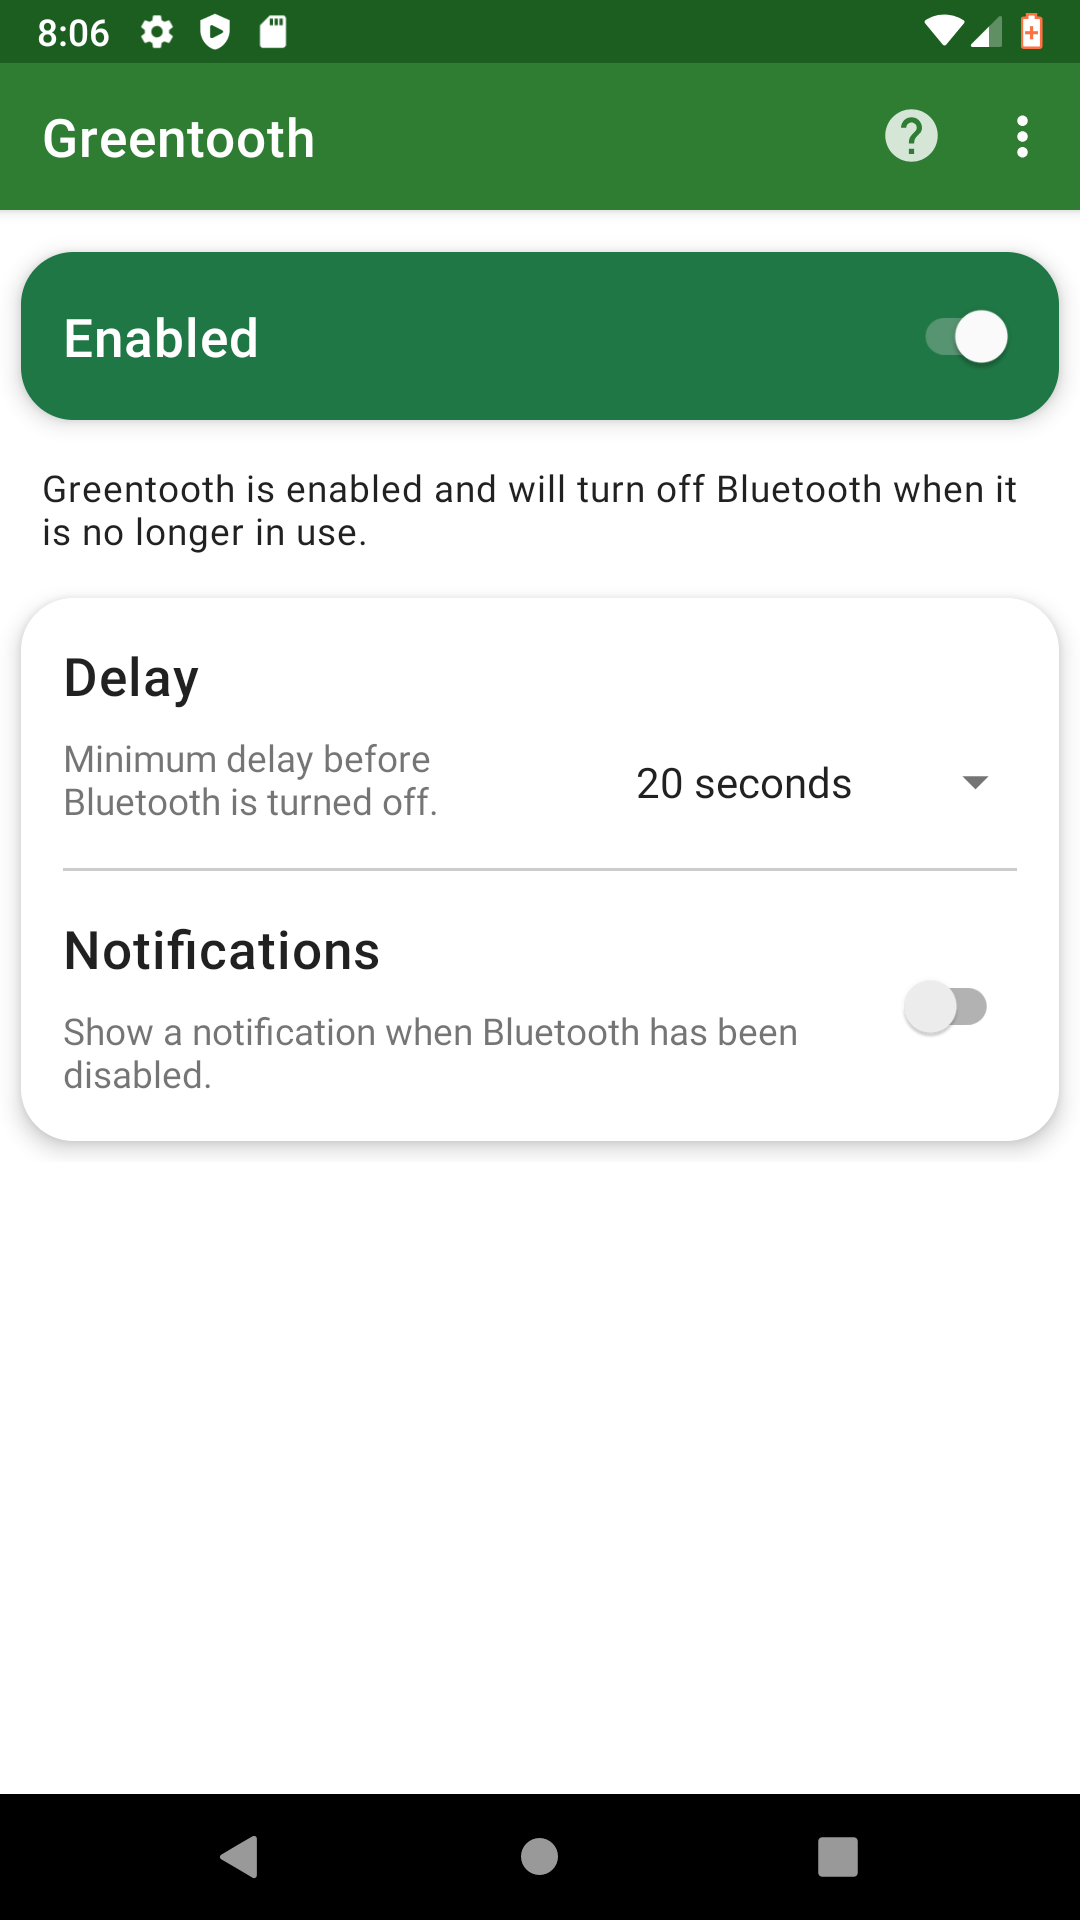 8:06
Greentooth
Enabled
Greentooth is enabled and will turn off Bluetooth when it
is no longer in use.
Delay
Minimum delay before
Bluetooth is turned off.
20 seconds
Notifications
Show a notification when Bluetooth has been
disabled.